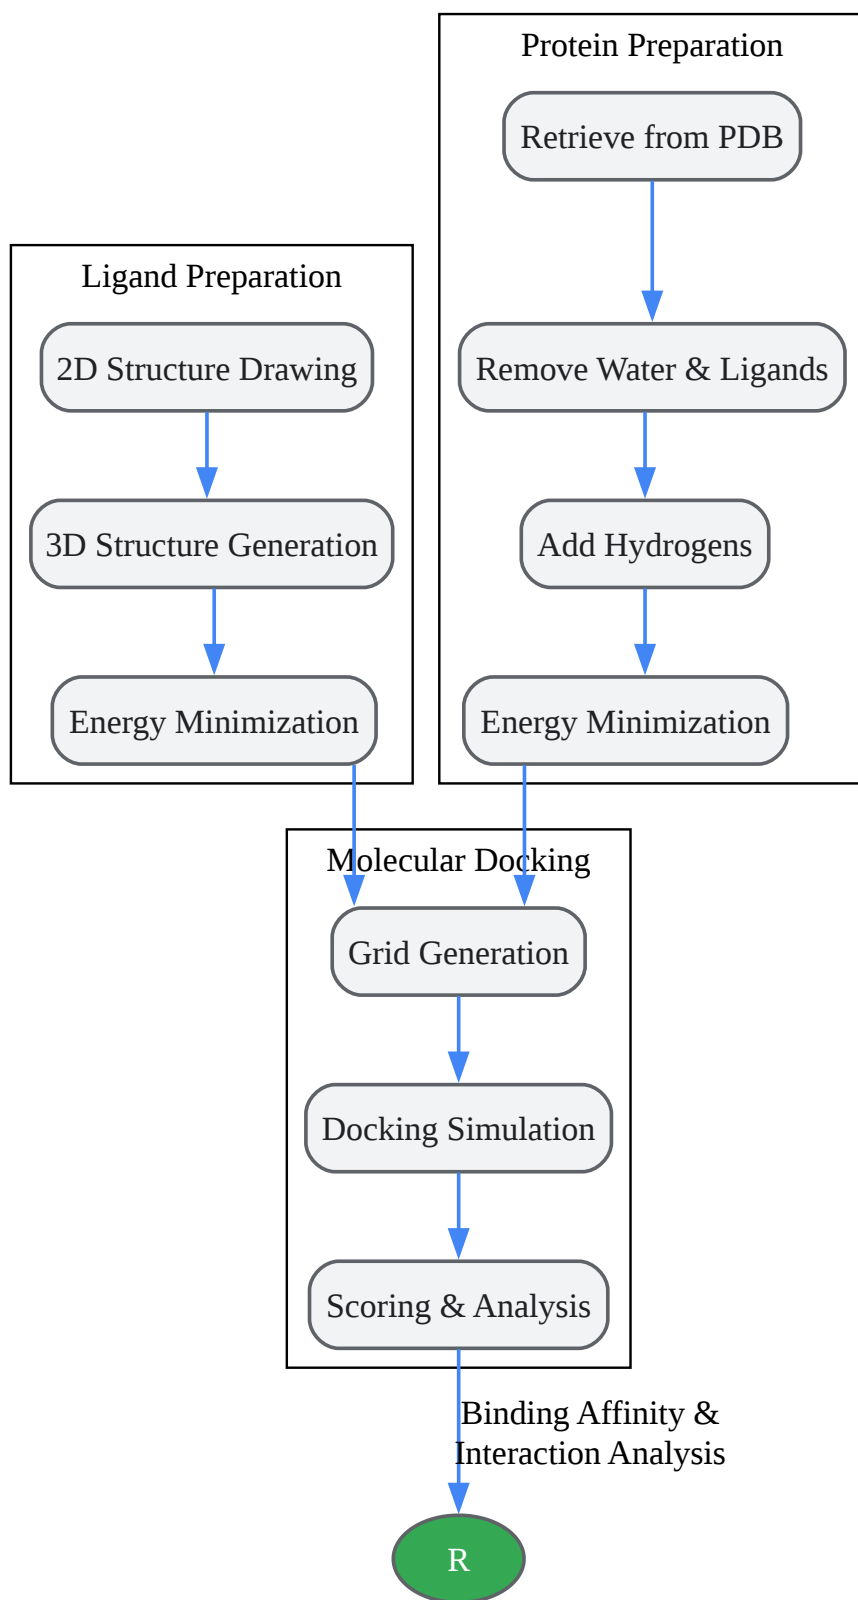 Protein Preparation
Retrieve from PDB
Remove Water & Ligands
Add Hydrogens
Energy Minimization
Ligand Preparation
2D Structure Drawing
3D Structure Generation
Energy Minimization
Molecular Docking
Grid Generation
Docking Simulation
Scoring & Analysis
Binding Affinity &
Interaction Analysis
R